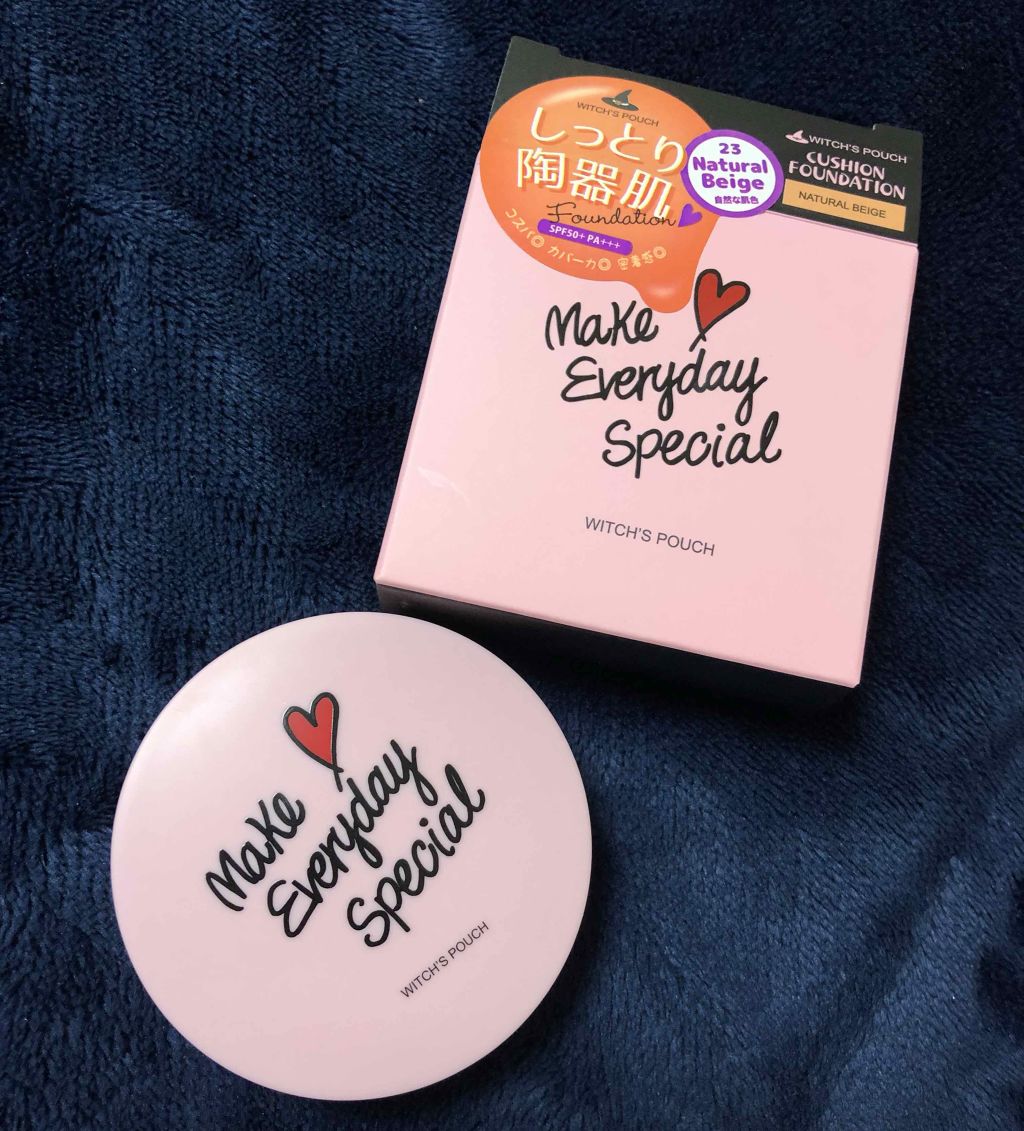 WITCH'S POUCH
しっとり
陶器肌
Foundation
SPF50+ PA+++
コスパ◎ カバー力◎ 密着感◎
23
Natural
Beige
自然な肌色
WITCH'S POUCH
CUSHION
FOUNDATION
NATURAL BEIGE
Make
Everyday
Special
WITCH'S POUCH
Make
Everyday
Special
WITCH'S POUCH